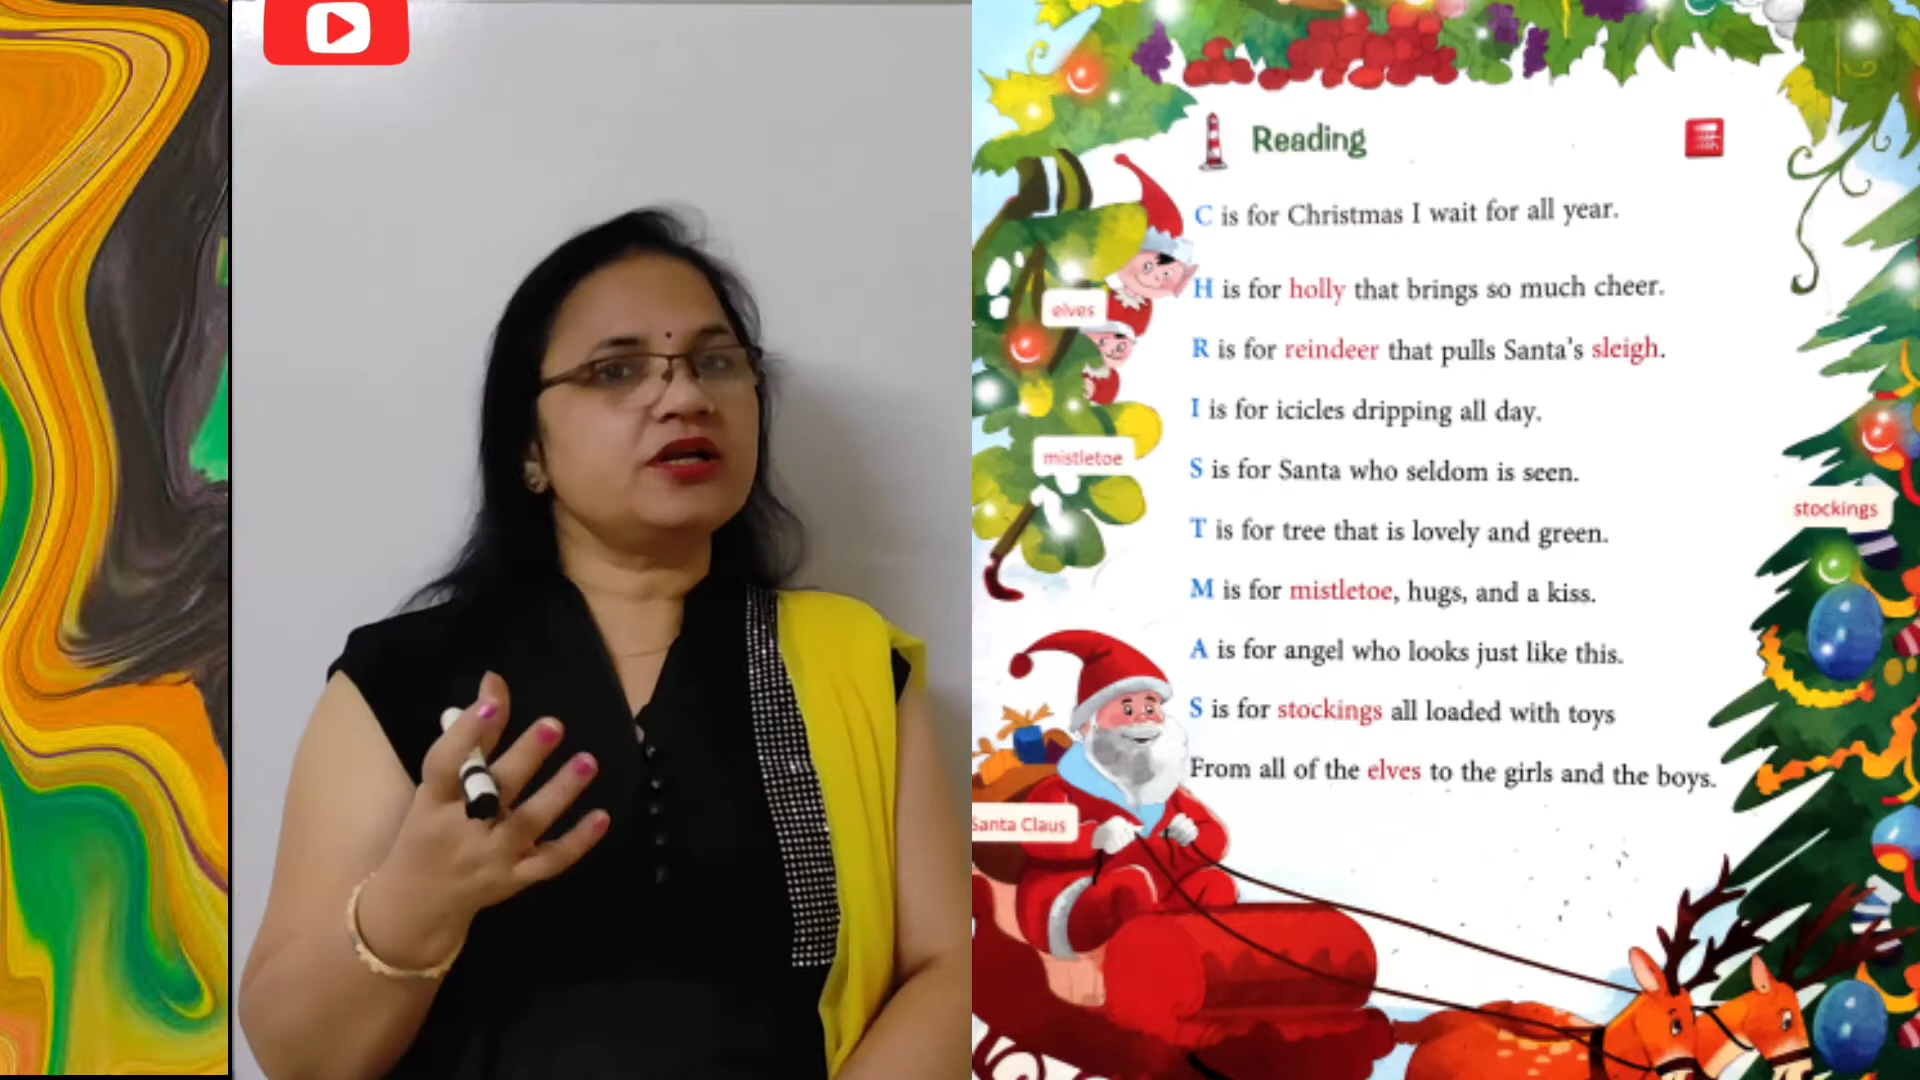 Reading
C is for Christmas I wait for all year.
H is for holly that brings so much cheer.
R is for reindeer that pulls Santa's sleigh.
I is for icicles dripping all day.
S is for Santa who seldom is seen.
T is for tree that is lovely and green.
M is for mistletoe, hugs, and a kiss.
A is for angel who looks just like this.
S is for stockings all loaded with toys
From all of the elves to the girls and the boys.
elves
mistletoe
stockings
Santa Claus